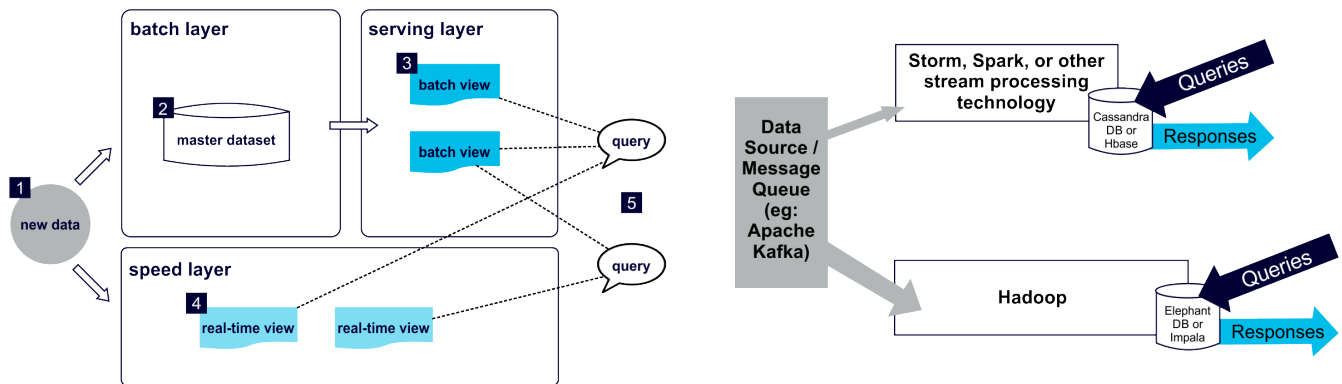 batch layer
serving layer
3
batch view
2
master dataset
batch view
query
1
new data
5
speed layer
query
4
real-time view
real-time view
Storm, Spark, or other
stream processing
technology
Queries
Cassandra
DB or
Hbase
Responses
Data
Source /
Message
Queue
(eg:
Apache
Kafka)
Hadoop
Queries
Elephant
DB or
Impala
Responses